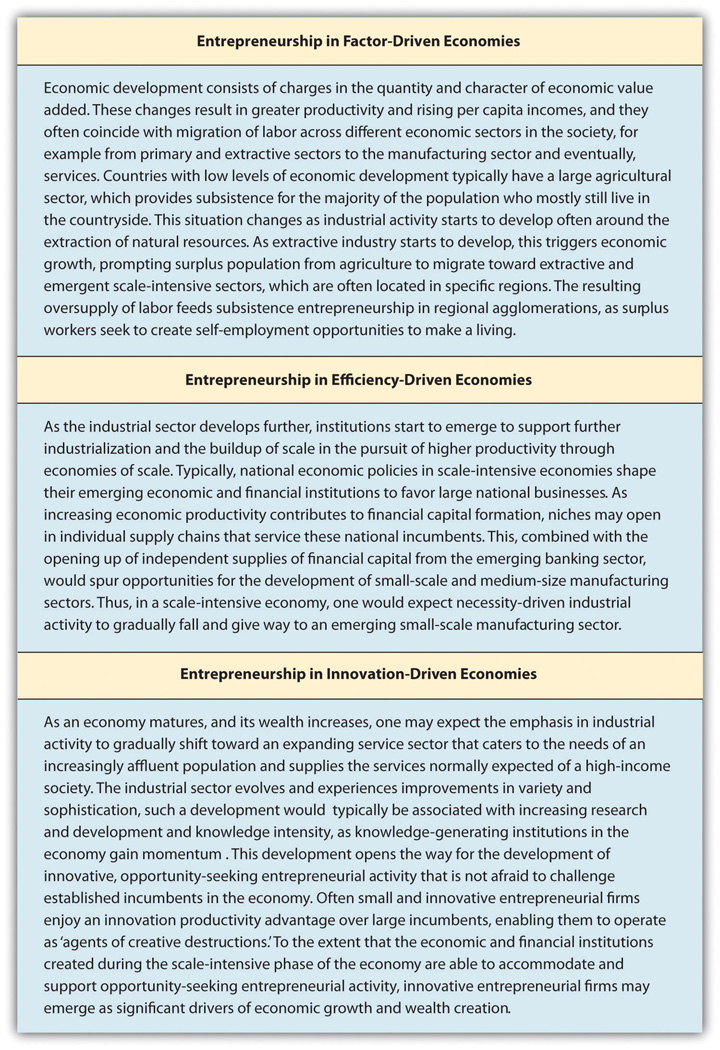 Entrepreneurship in Factor-Driven Economies
Economic development consists of charges in the quantity and character of economic value
added. These changes result in greater productivity and rising per capita incomes, and they
often coincide with migration of labor across different economic sectors in the society, for
example from primary and extractive sectors to the manufacturing sector and eventually,
services. Countries with low levels of economic development typically have a large agricultural
sector, which provides subsistence for the majority of the population who mostly still live in
the countryside. This situation changes as industrial activity starts to develop often around the
extraction of natural resources. As extractive industry starts to develop, this triggers economic
growth, prompting surplus population from agriculture to migrate toward extractive and
emergent scale-intensive sectors, which are often located in specific regions. The resulting
oversupply of labor feeds subsistence entrepreneurship in regional agglomerations, as surplus
workers seek to create self-employment opportunities to make a living.
Entrepreneurship in Efficiency-Driven Economies
As the industrial sector develops further, institutions start to emerge to support further
industrialization and the buildup of scale in the pursuit of higher productivity through
economies of scale. Typically, national economic policies in scale-intensive economies shape
their emerging economic and financial institutions to favor large national businesses. As
increasing economic productivity contributes to financial capital formation, niches may open
in individual supply chains that service these national incumbents. This, combined with the
opening up of independent supplies of financial capital from the emerging banking sector,
would spur opportunities for the development of small-scale and medium-size manufacturing
sectors. Thus, in a scale-intensive economy, one would expect necessity-driven industrial
activity to gradually fall and give way to an emerging small-scale manufacturing sector.
Entrepreneurship in Innovation-Driven Economies
As an economy matures, and its wealth increases, one may expect the emphasis in industrial
activity to gradually shift toward an expanding service sector that caters to the needs of an
increasingly affluent population and supplies the services normally expected of a high-income
society. The industrial sector evolves and experiences improvements in variety and
sophistication, such a development would  typically be associated with increasing research
and development and knowledge intensity, as knowledge-generating institutions in the
economy gain momentum . This development opens the way for the development of
innovative, opportunity-seeking entrepreneurial activity that is not afraid to challenge
established incumbents in the economy. Often small and innovative entrepreneurial firms
enjoy an innovation productivity advantage over large incumbents, enabling them to operate
as ‘agents of creative destructions.’ To the extent that the economic and financial institutions
created during the scale-intensive phase of the economy are able to accommodate and
support opportunity-seeking entrepreneurial activity, innovative entrepreneurial firms may
emerge as significant drivers of economic growth and wealth creation.